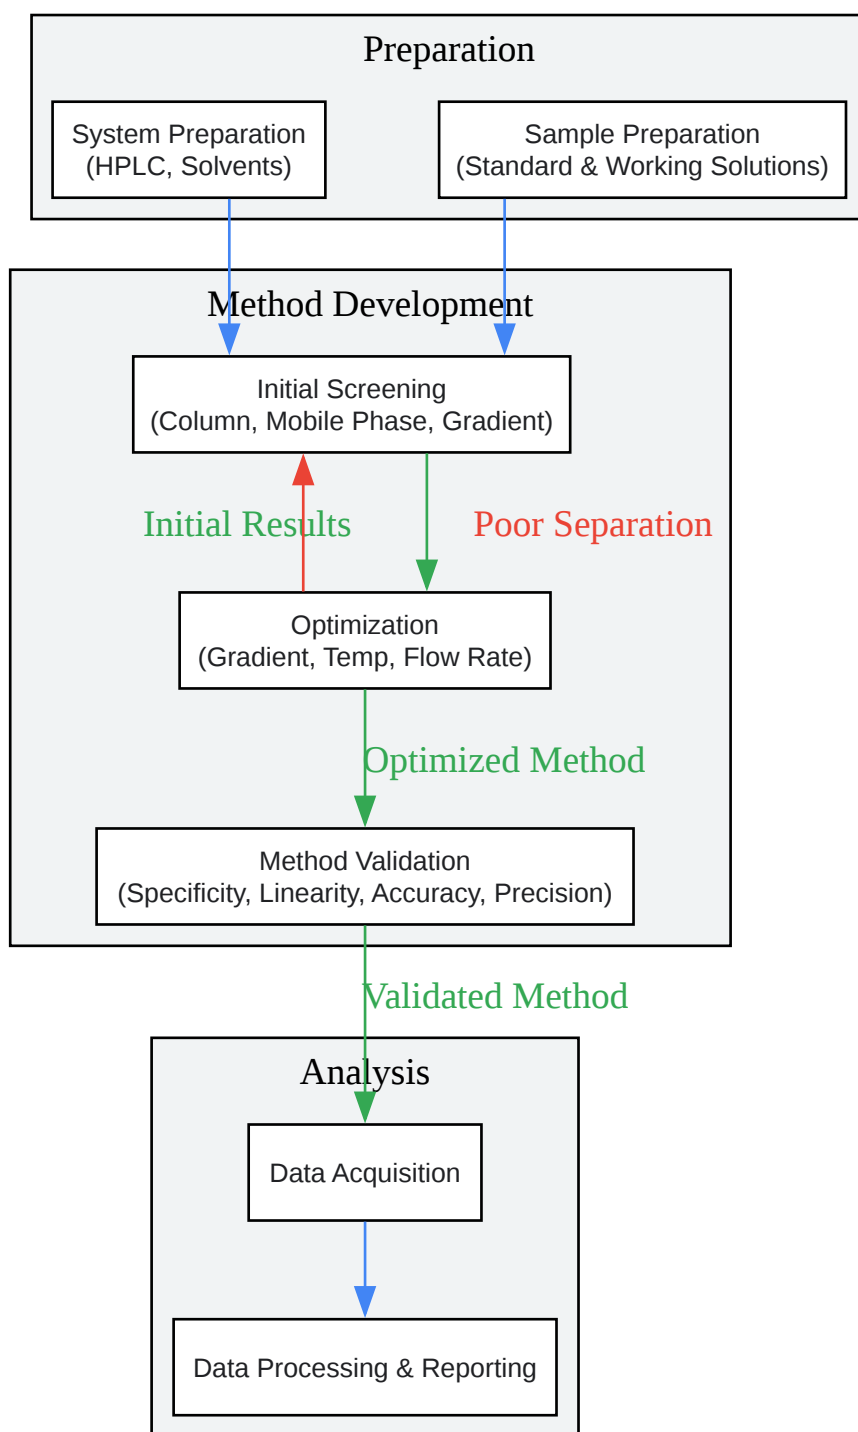 Preparation
System Preparation
(HPLC, Solvents)
Sample Preparation
(Standard & Working Solutions)
Method Development
Initial Screening
(Column, Mobile Phase, Gradient)
Initial Results
Poor Separation
Optimization
(Gradient, Temp, Flow Rate)
Optimized Method
Method Validation
(Specificity, Linearity, Accuracy, Precision)
Validated Method
Analysis
Data Acquisition
Data Processing & Reporting